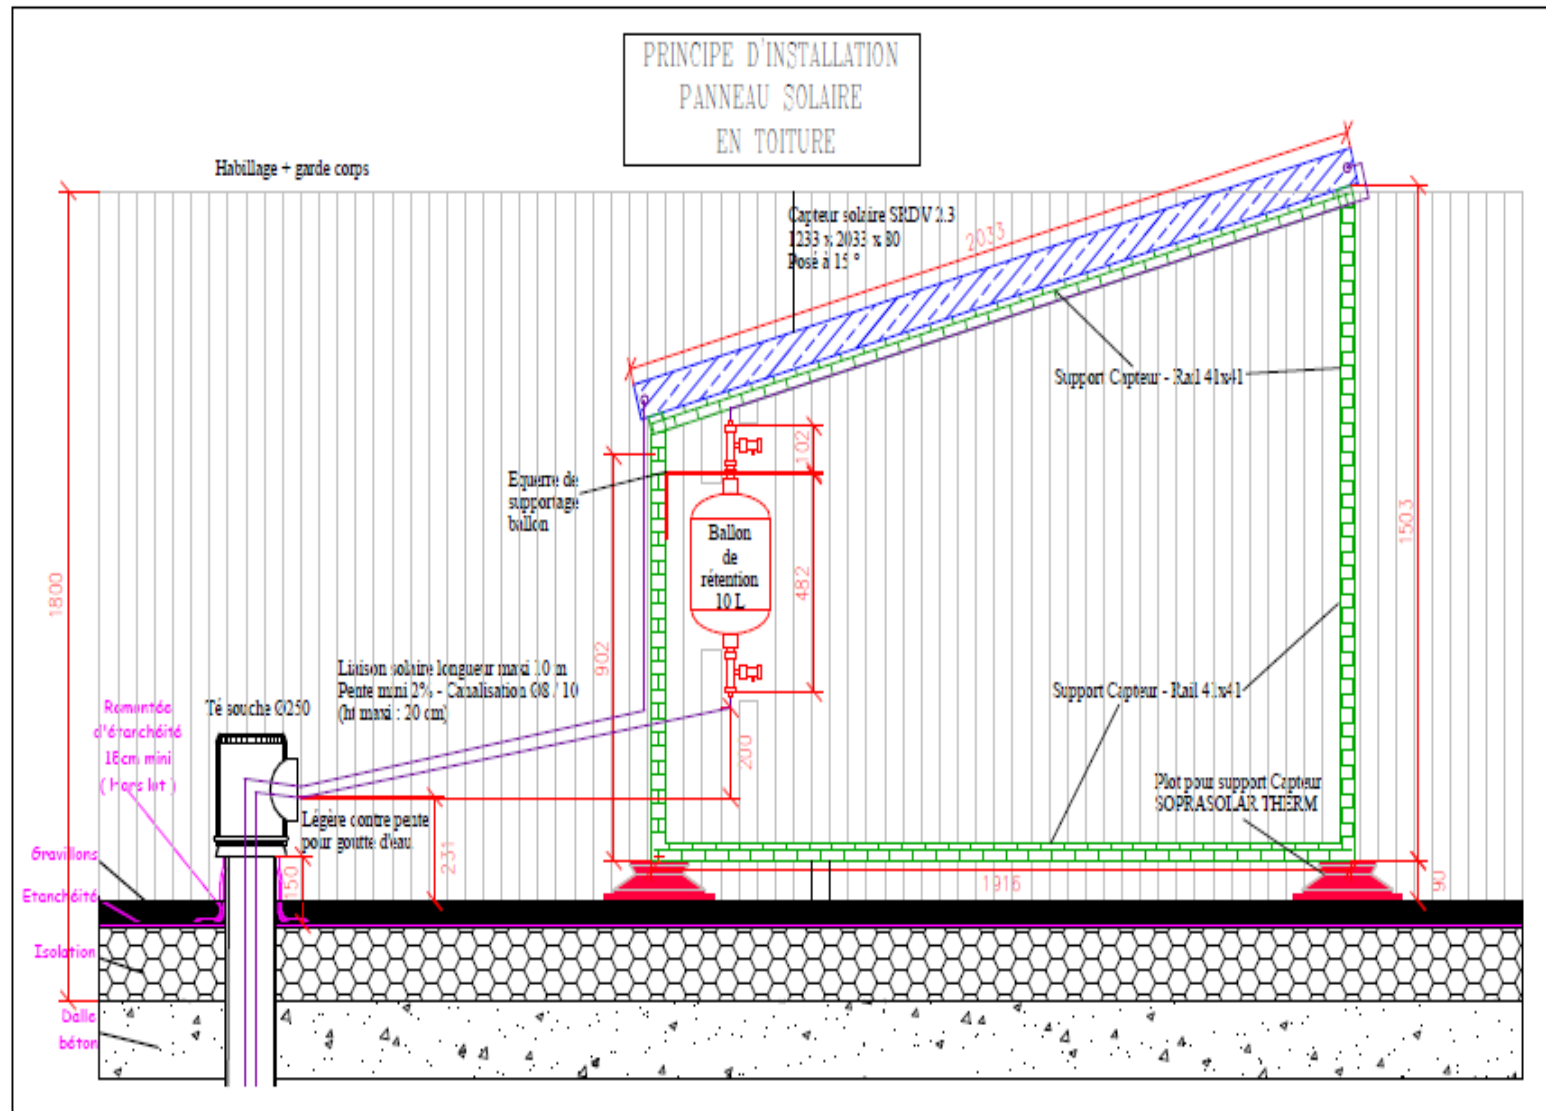 PRINCIPE D'INSTALLATION
PANNEAU SOLAIRE
EN TOITURE
Habillage + garde corps
Capteur solaire SRDV 2.3
1233 x 2033 x 80
Posé à 15 °
2033
Support Capteur - Rail 41x41
102
Equerre de
supportage
ballon
Ballon
de
rétention
10 L
482
1503
1800
902
Liaison solaire longueur maxi 10 m
Pente mini 2% - Canalisation Ø8 / 10
(ht maxi : 20 cm)
Support Capteur - Rail 41x41
Té souche Ø250
Remontée
d'étanchéité
15cm mini
( Hors lot )
200
Plot pour support Capteur
SOPRASOLAR THERM
Légère contre pente
pour goutte d'eau
231
150
Gravillons
1916
90
Etanchéité
Isolation
Dalle
béton